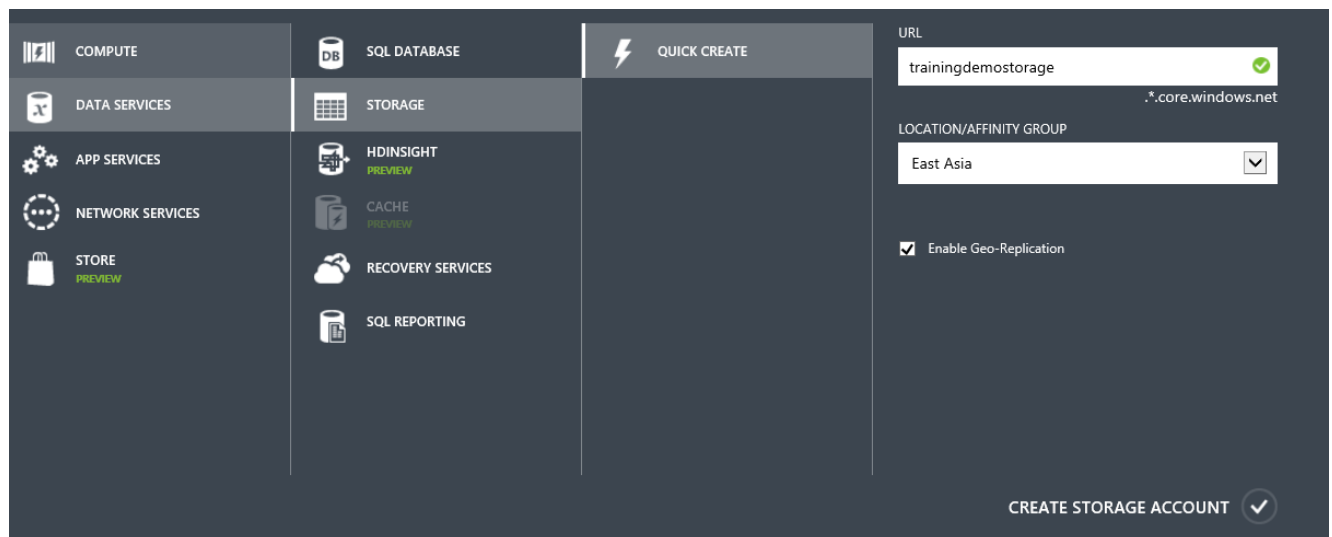 COMPUTE
DATA SERVICES
APP SERVICES
NETWORK SERVICES
STORE
PREVIEW
DB
SQL DATABASE
STORAGE
HDINSIGHT
PREVIEW
CACHE
PREVIEW
RECOVERY SERVICES
SQL REPORTING
QUICK CREATE
URL
trainingdemostorage
.*.core.windows.net
LOCATION/AFFINITY GROUP
East Asia
Enable Geo-Replication
CREATE STORAGE ACCOUNT